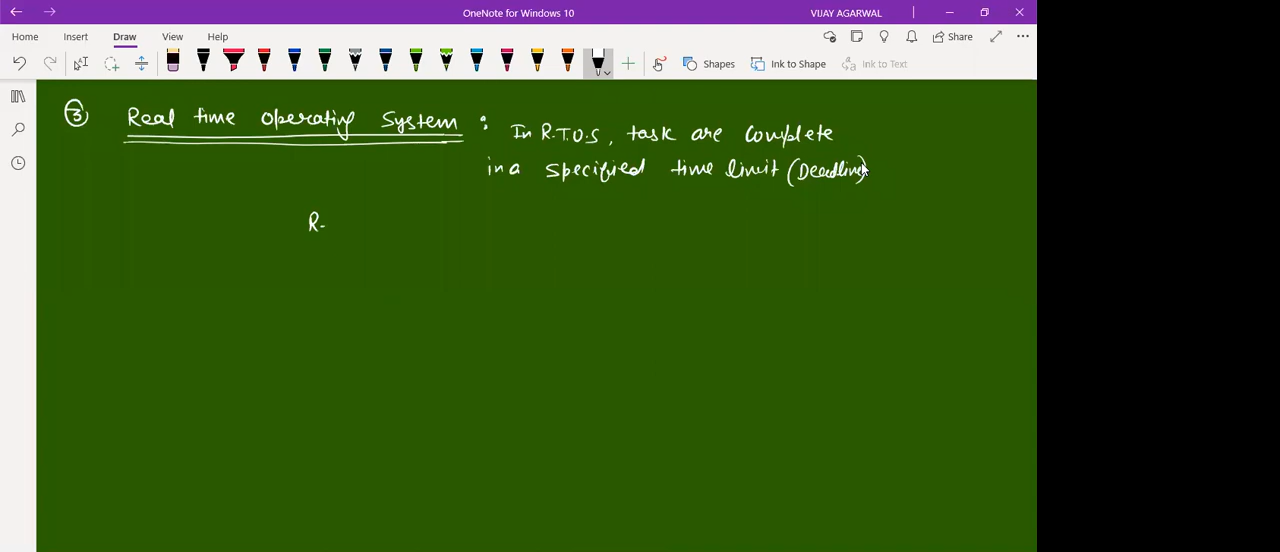 OneNote for Windows 10
VIJAY AGARWAL
Home Insert Draw View Help
Share
Shapes
Ink to Shape
Ink to Text
③ Real time operating System : In R.T.O.S, task are complete
in a specified time limit (Deadline)
R-